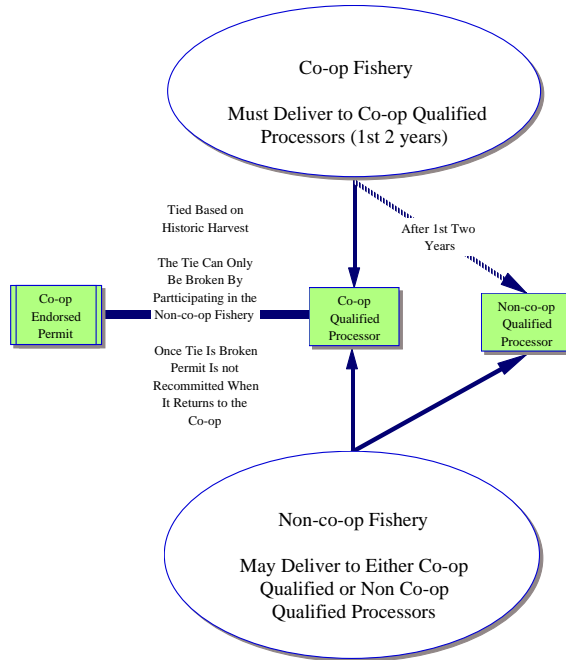 Co-op Fishery
Must Deliver to Co-op Qualified
Processors (1st 2 years)
Tied Based on
Historic Harvest
The Tie Can Only
Be Broken By
Partticipating in the
Non-co-op Fishery
Once Tie Is Broken
Permit Is not
Recommitted When
It Returns to the
Co-op
After 1st Two
Years
Co-op
Endorsed
Permit
Co-op
Qualified
Processor
Non-co-op
Qualified
Processor
Non-co-op Fishery
May Deliver to Either Co-op
Qualified or Non Co-op
Qualified Processors